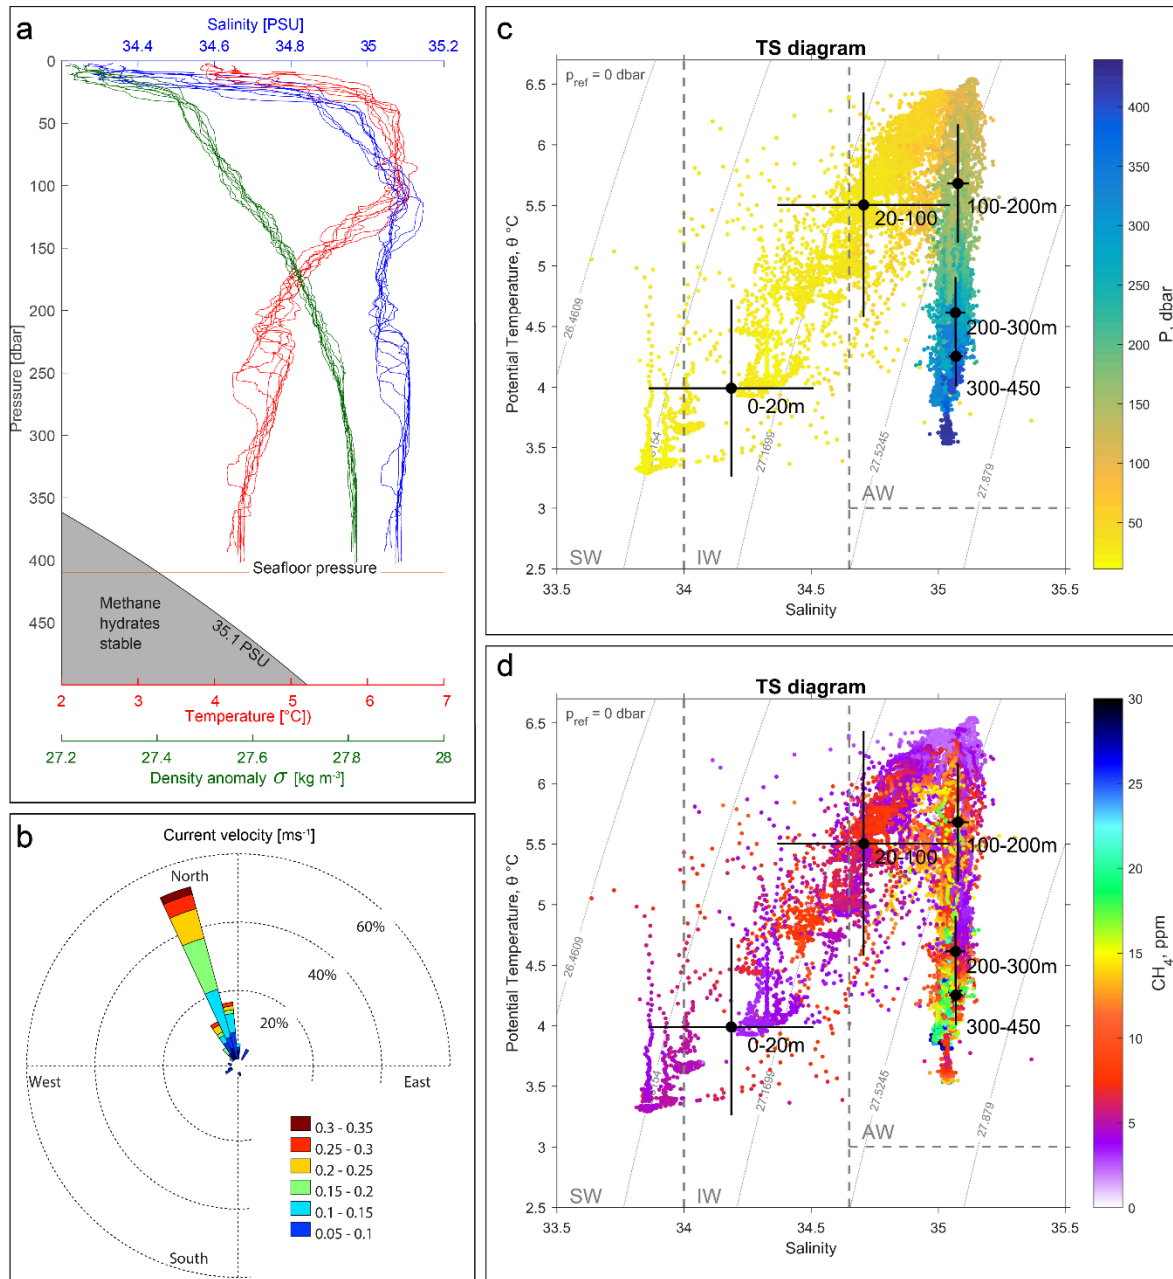 a
Salinity [PSU]
34.4 34.6 34.8 35 35.2
0
50
100
150
200
250
300
350
400
450
Pressure [dbar]
Seafloor pressure
Methane
hydrates
stable
35.1 PSU
2 3 4 5 6 7
Temperature [°C])
27.2 27.4 27.6 27.8 28
Density anomaly σ [kg m-3]
b
Current velocity [ms-1]
North
60%
40%
20%
West
East
South
0.3 - 0.35
0.25 - 0.3
0.2 - 0.25
0.15 - 0.2
0.1 - 0.15
0.05 - 0.1
c
TS diagram
pref = 0 dbar
6.5
6
5.5
5
4.5
4
3.5
3
2.5
Potential Temperature, θ °C
20-100
100-200m
200-300m
300-450
0-20m
26.4609
27.1699
27.5245
27.879
SW
IW
AW
33.5 34 34.5 35 35.5
Salinity
400
350
300
250
200
150
100
50
P, dbar
d
TS diagram
pref = 0 dbar
6.5
6
5.5
5
4.5
4
3.5
3
2.5
Potential Temperature, θ °C
20-100
100-200m
200-300m
300-450
0-20m
26.4609
27.1699
27.5245
27.879
SW
IW
AW
33.5 34 34.5 35 35.5
Salinity
30
25
20
15
10
5
0
CH4, ppm